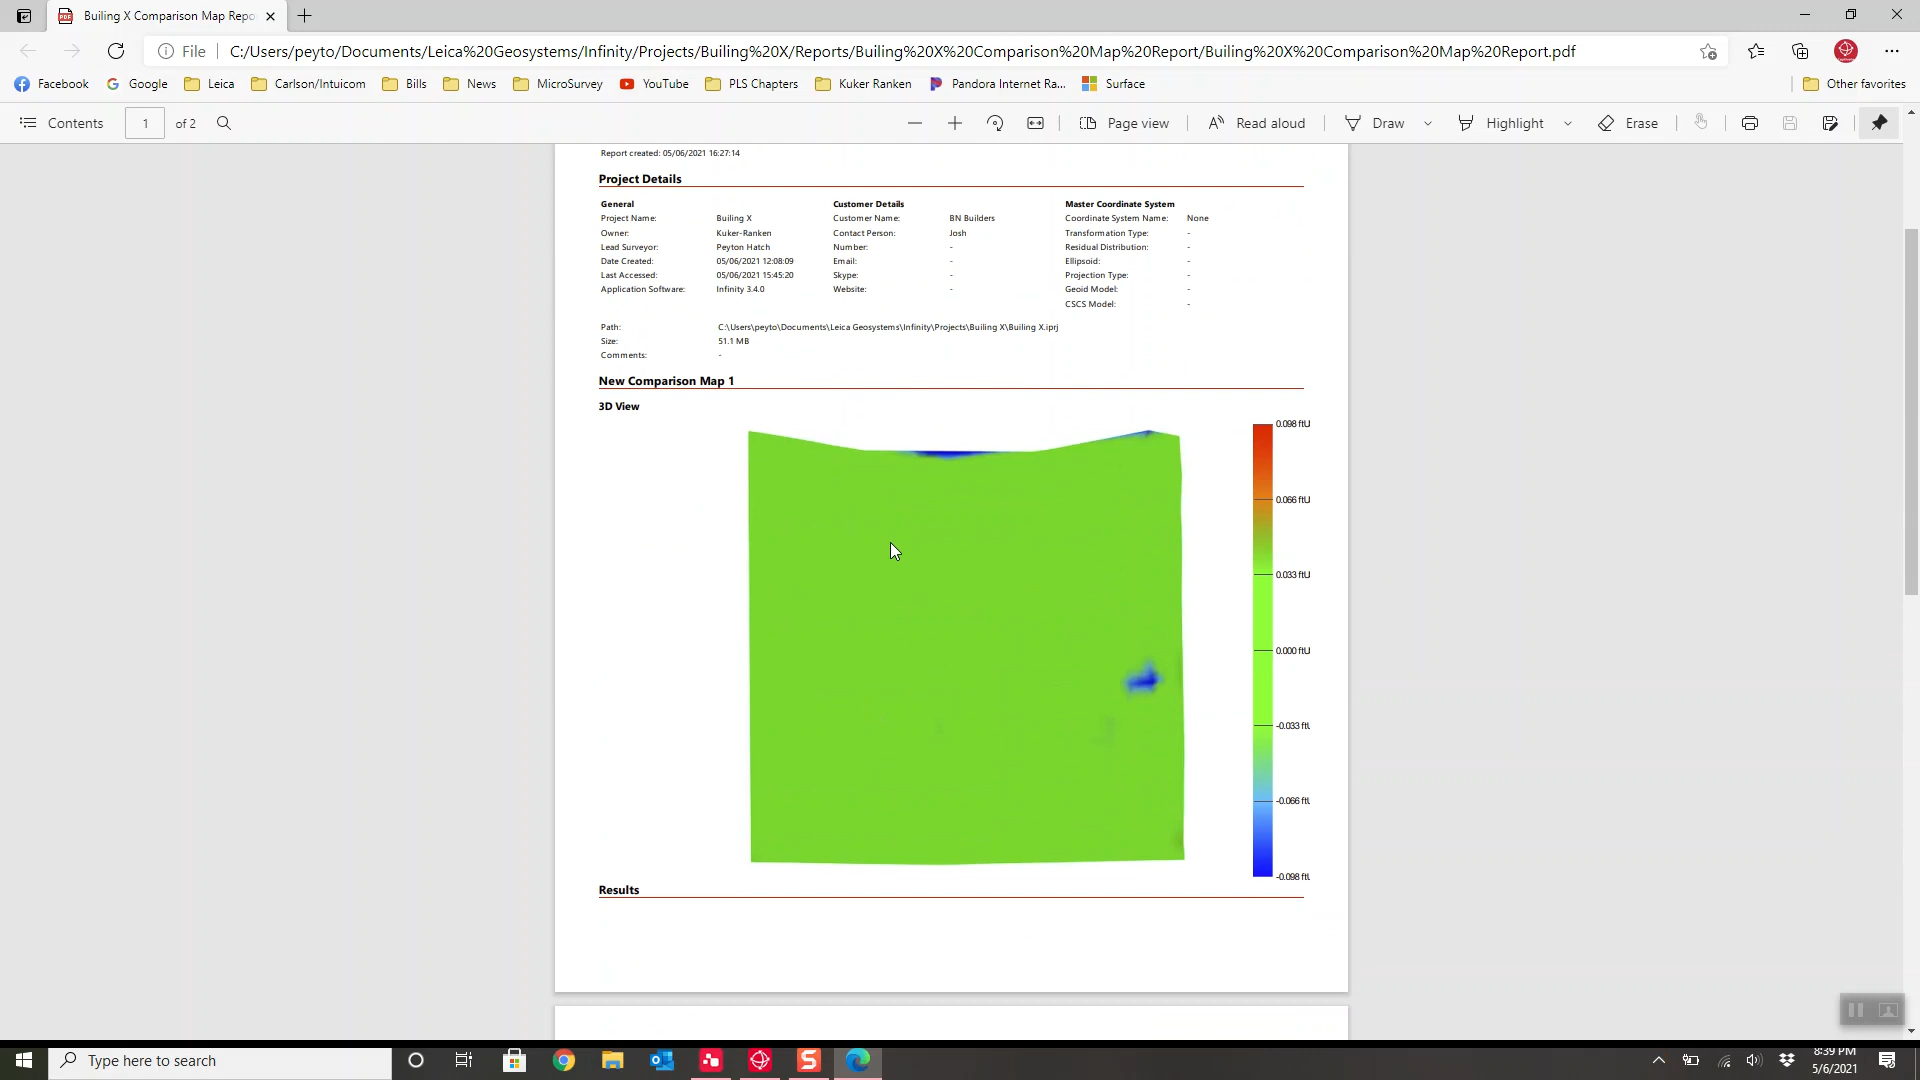 Builing X Comparison Map Repo
File C:/Users/peyto/Documents/Leica%20Geosystems/Infinity/Projects/Builing%20X/Reports/Builing%20X%20Comparison%20Map%20Report/Builing%20X%20Comparison%20Map%20Report.pdf
Facebook Google Leica Carlson/Intuicom Bills News MicroSurvey YouTube PLS Chapters Kuker Ranken Pandora Internet Ra... Surface Other favorites
Contents 1 of 2 Page view Read aloud Draw Highlight Erase
Report created: 05/06/2021 16:27:14
Project Details
General Customer Details Master Coordinate System
Project Name: Builing X Customer Name: BN Builders Coordinate System Name: None
Owner: Kuker-Ranken Contact Person: Josh Transformation Type: -
Lead Surveyor: Peyton Hatch Number: - Residual Distribution: -
Date Created: 05/06/2021 12:08:09 Email: - Ellipsoid: -
Last Accessed: 05/06/2021 15:45:20 Skype: - Projection Type: -
Application Software: Infinity 3.4.0 Website: - Geoid Model: -
CSCS Model: -
Path: C:\Users\peyto\Documents\Leica Geosystems\Infinity\Projects\Builing X\Builing X.iprj
Size: 51.1 MB
Comments: -
New Comparison Map 1
3D View
0.098 ftU
0.066 ftU
0.033 ftU
0.000 ftU
-0.033 ftU
-0.066 ftU
-0.098 ftU
Results
Type here to search
8:39 PM
5/6/2021